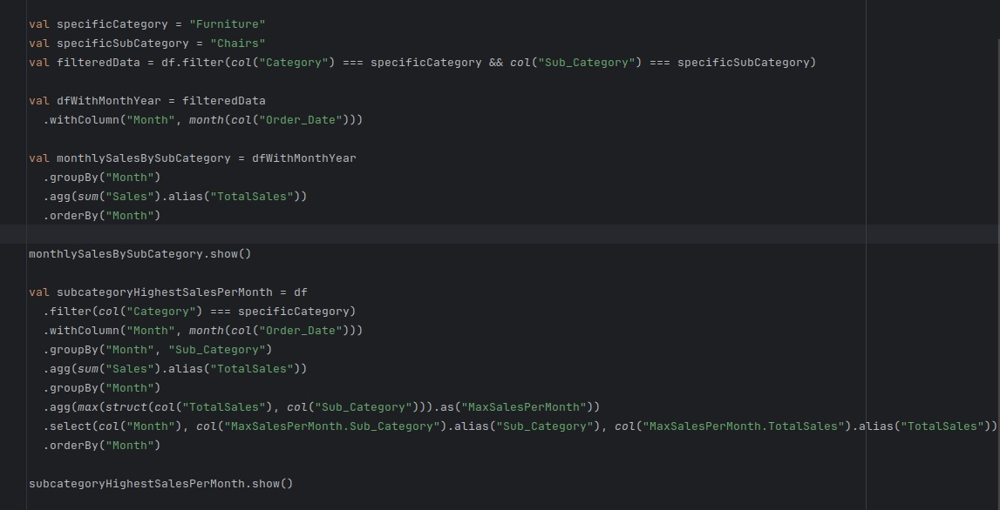 val specificCategory = "Furniture"
val specificSubCategory = "Chairs"
val filteredData = df.filter(col("Category") === specificCategory && col("Sub_Category") === specificSubCategory)
val dfWithMonthYear = filteredData
.withColumn("Month", month(col("Order_Date")))
val monthlySalesBySubCategory = dfWithMonthYear
.groupBy("Month")
.agg(sum("Sales").alias("TotalSales"))
.orderBy("Month")
monthlySalesBySubCategory.show()
val subcategoryHighestSalesPerMonth = df
.filter(col("Category") === specificCategory)
.withColumn("Month", month(col("Order_Date")))
.groupBy("Month", "Sub_Category")
.agg(sum("Sales").alias("TotalSales"))
.groupBy("Month")
.agg(max(struct(col("TotalSales"), col("Sub_Category"))).as("MaxSalesPerMonth"))
.select(col("Month"), col("MaxSalesPerMonth.Sub_Category").alias("Sub_Category"), col("MaxSalesPerMonth.TotalSales").alias("TotalSales"))
.orderBy("Month")
subcategoryHighestSalesPerMonth.show()